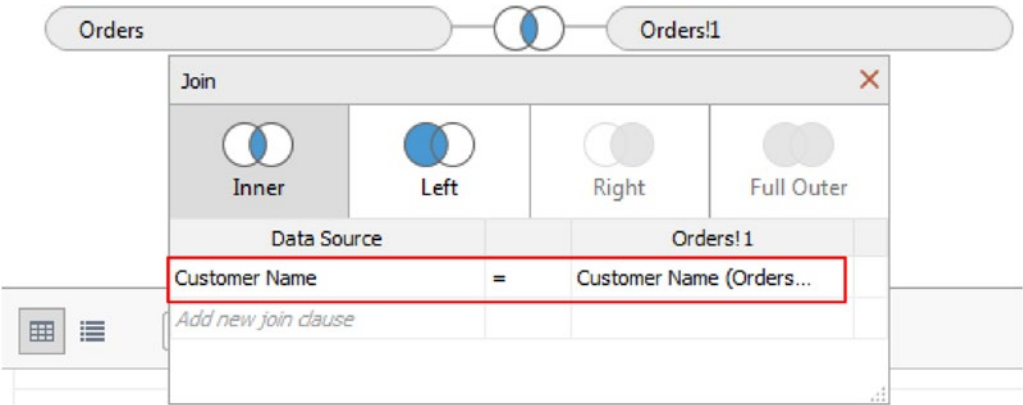 Orders Orders!1
Join
Inner Left Right Full Outer
Data Source Orders!1
Customer Name = Customer Name (Orders...
Add new join clause